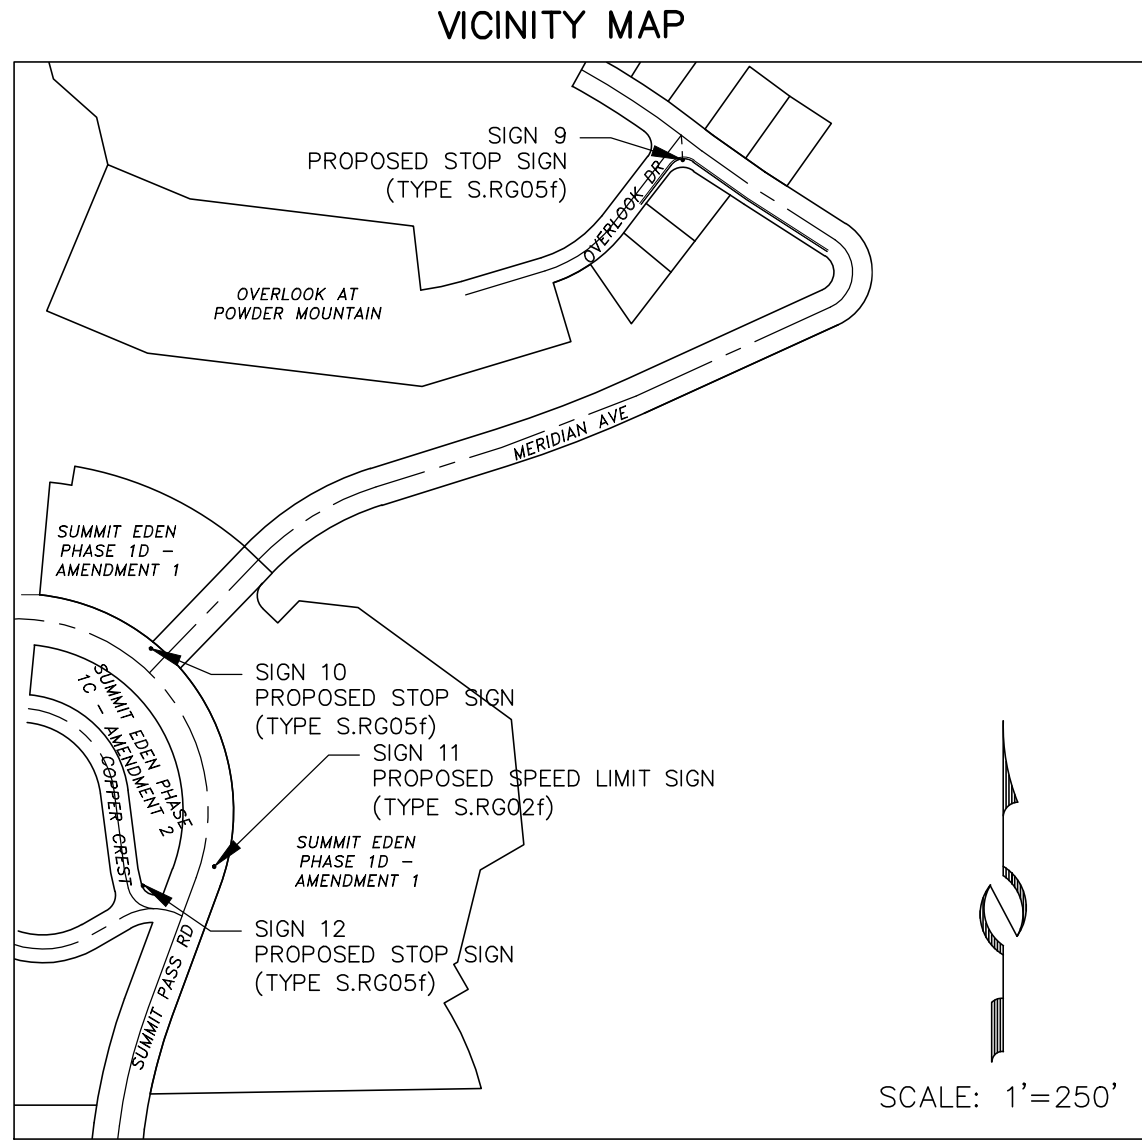 VICINITY MAP
SIGN 9
PROPOSED STOP SIGN
(TYPE S.RG05f)
OVERLOOK DR
OVERLOOK AT
POWDER MOUNTAIN
MERIDIAN AVE
SUMMIT EDEN
PHASE 1D -
AMENDMENT 1
SIGN 10
PROPOSED STOP SIGN
(TYPE S.RG05f)
SUMMIT EDEN PHASE
1C - AMENDMENT 2
COPPER CREST
SIGN 11
PROPOSED SPEED LIMIT SIGN
(TYPE S.RG02f)
SUMMIT EDEN
PHASE 1D -
AMENDMENT 1
SIGN 12
PROPOSED STOP SIGN
(TYPE S.RG05f)
SUMMIT PASS RD
SCALE: 1'=250'